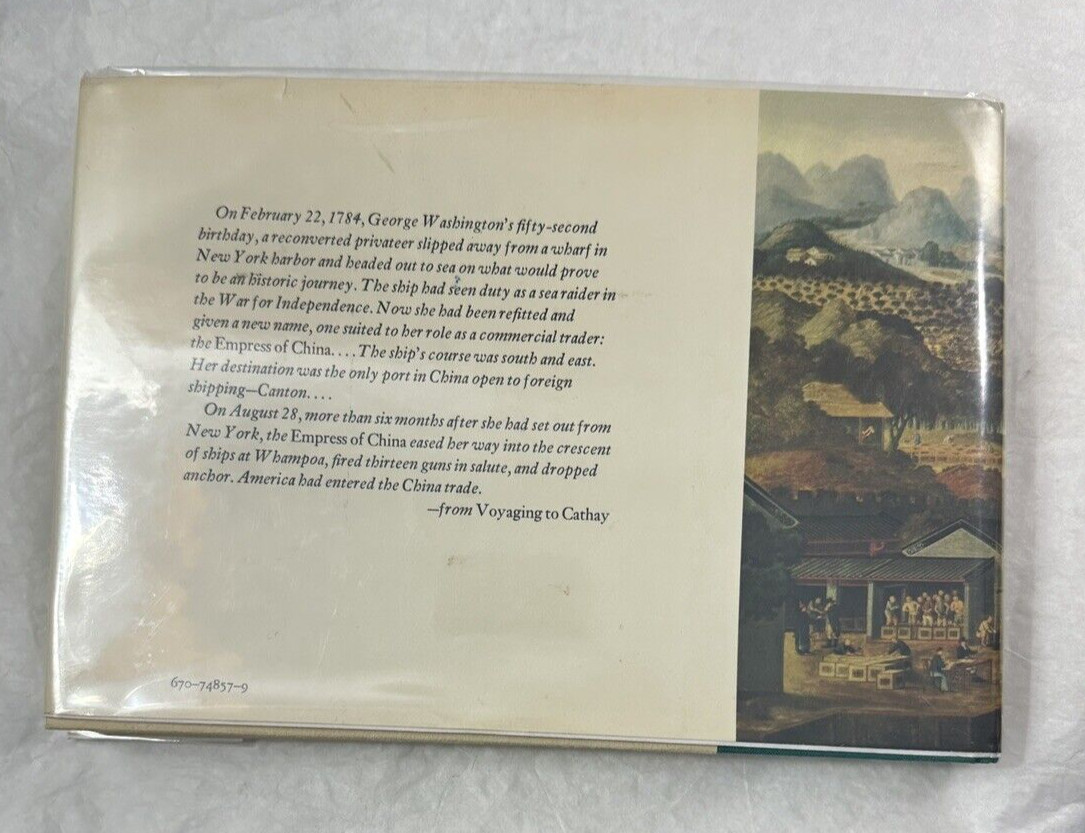 On February 22, 1784, George Washington's fifty-second
birthday, a reconverted privateer slipped away from a wharf in
New York harbor and headed out to sea on what would prove
to be an historic journey. The ship had seen duty as a sea raider in
the War for Independence. Now she had been refitted and
given a new name, one suited to her role as a commercial trader:
the Empress of China. . . . The ship's course was south and east.
Her destination was the only port in China open to foreign
shipping—Canton. . . .
On August 28, more than six months after she had set out from
New York, the Empress of China eased her way into the crescent
of ships at Whampoa, fired thirteen guns in salute, and dropped
anchor. America had entered the China trade.
—from Voyaging to Cathay
670–74857–9